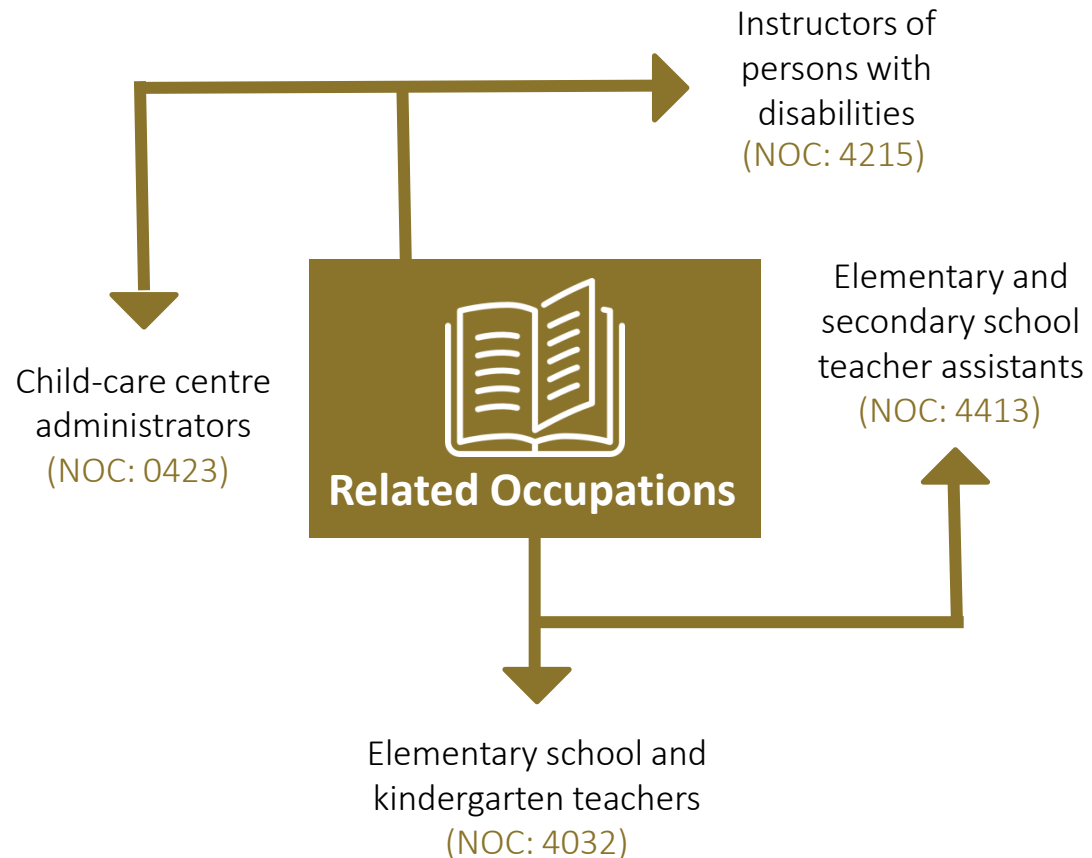 Instructors of
persons with
disabilities
(NOC: 4215)
Elementary and
secondary school
teacher assistants
(NOC: 4413)
Child-care centre
administrators
(NOC: 0423)
Related Occupations
Elementary school and
kindergarten teachers
(NOC: 4032)